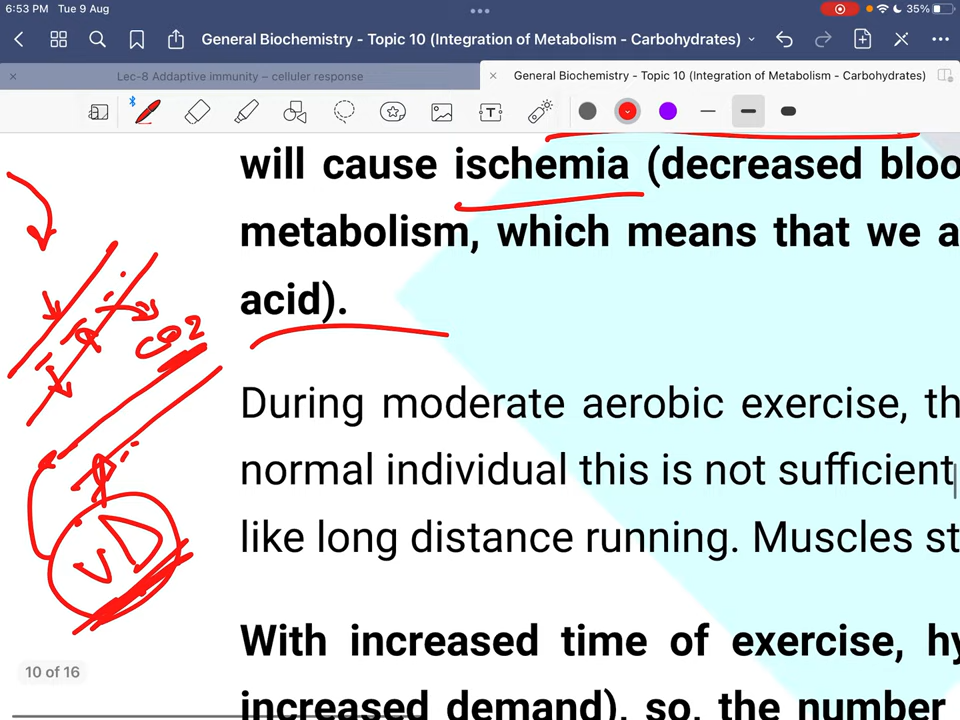 6:53 PM Tue 9 Aug
35%
General Biochemistry - Topic 10 (Integration of Metabolism - Carbohydrates)
Lec-8 Addaptive immunity – celluler response
General Biochemistry - Topic 10 (Integration of Metabolism - Carbohydrates)
will cause ischemia (decreased bloo
metabolism, which means that we a
acid).
CO2
During moderate aerobic exercise, th
normal individual this is not sufficient
like long distance running. Muscles st
VD
With increased time of exercise, hy
increased demand), so, the number
10 of 16